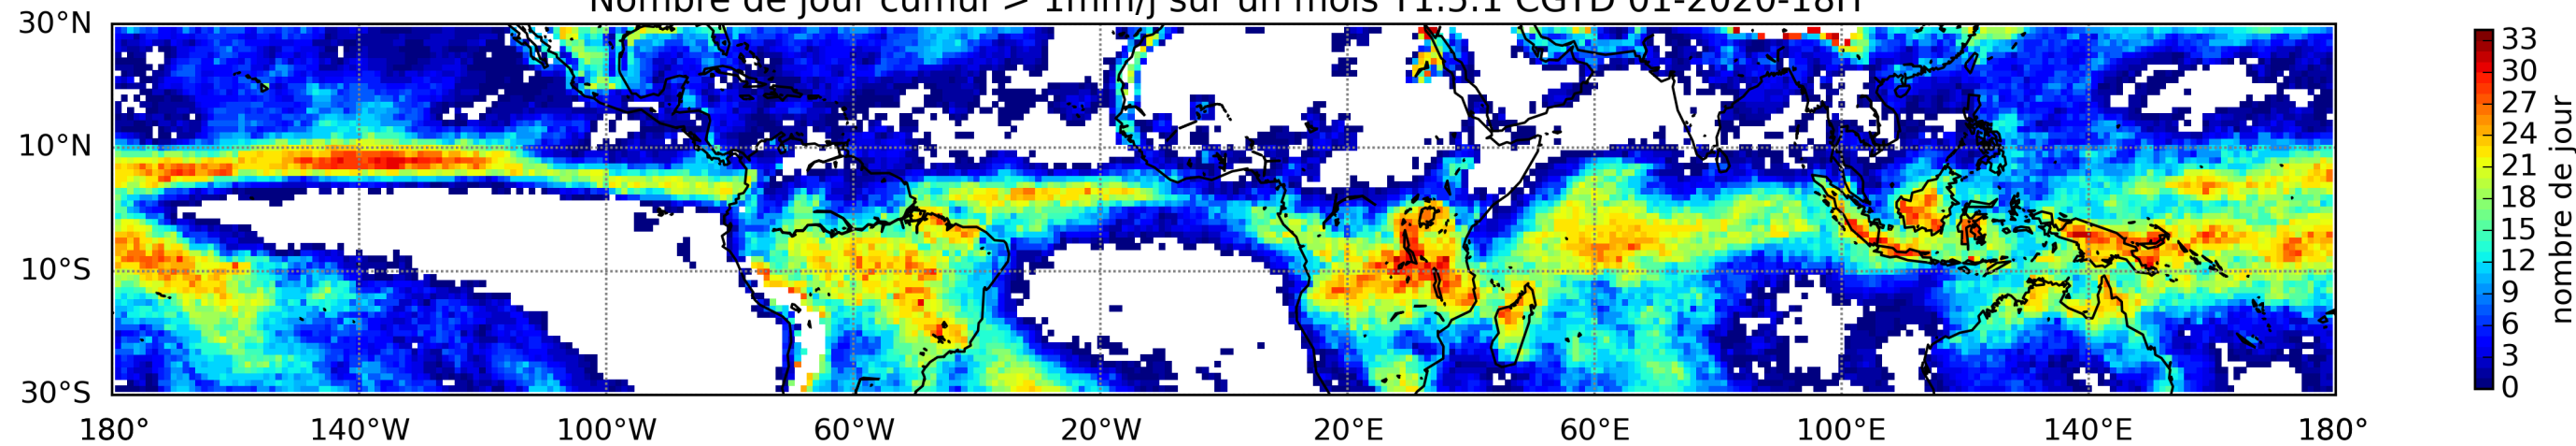 Nombre de jour cumul > 1mm/j sur un mois T1.5.1 CGTD 01-2020-18H
30°N
10°N
10°S
30°S
180° 140°W 100°W 60°W 20°W 20°E 60°E 100°E 140°E 180°
33
30
27
24
21
18
15
12
9
6
3
0
nombre de jour